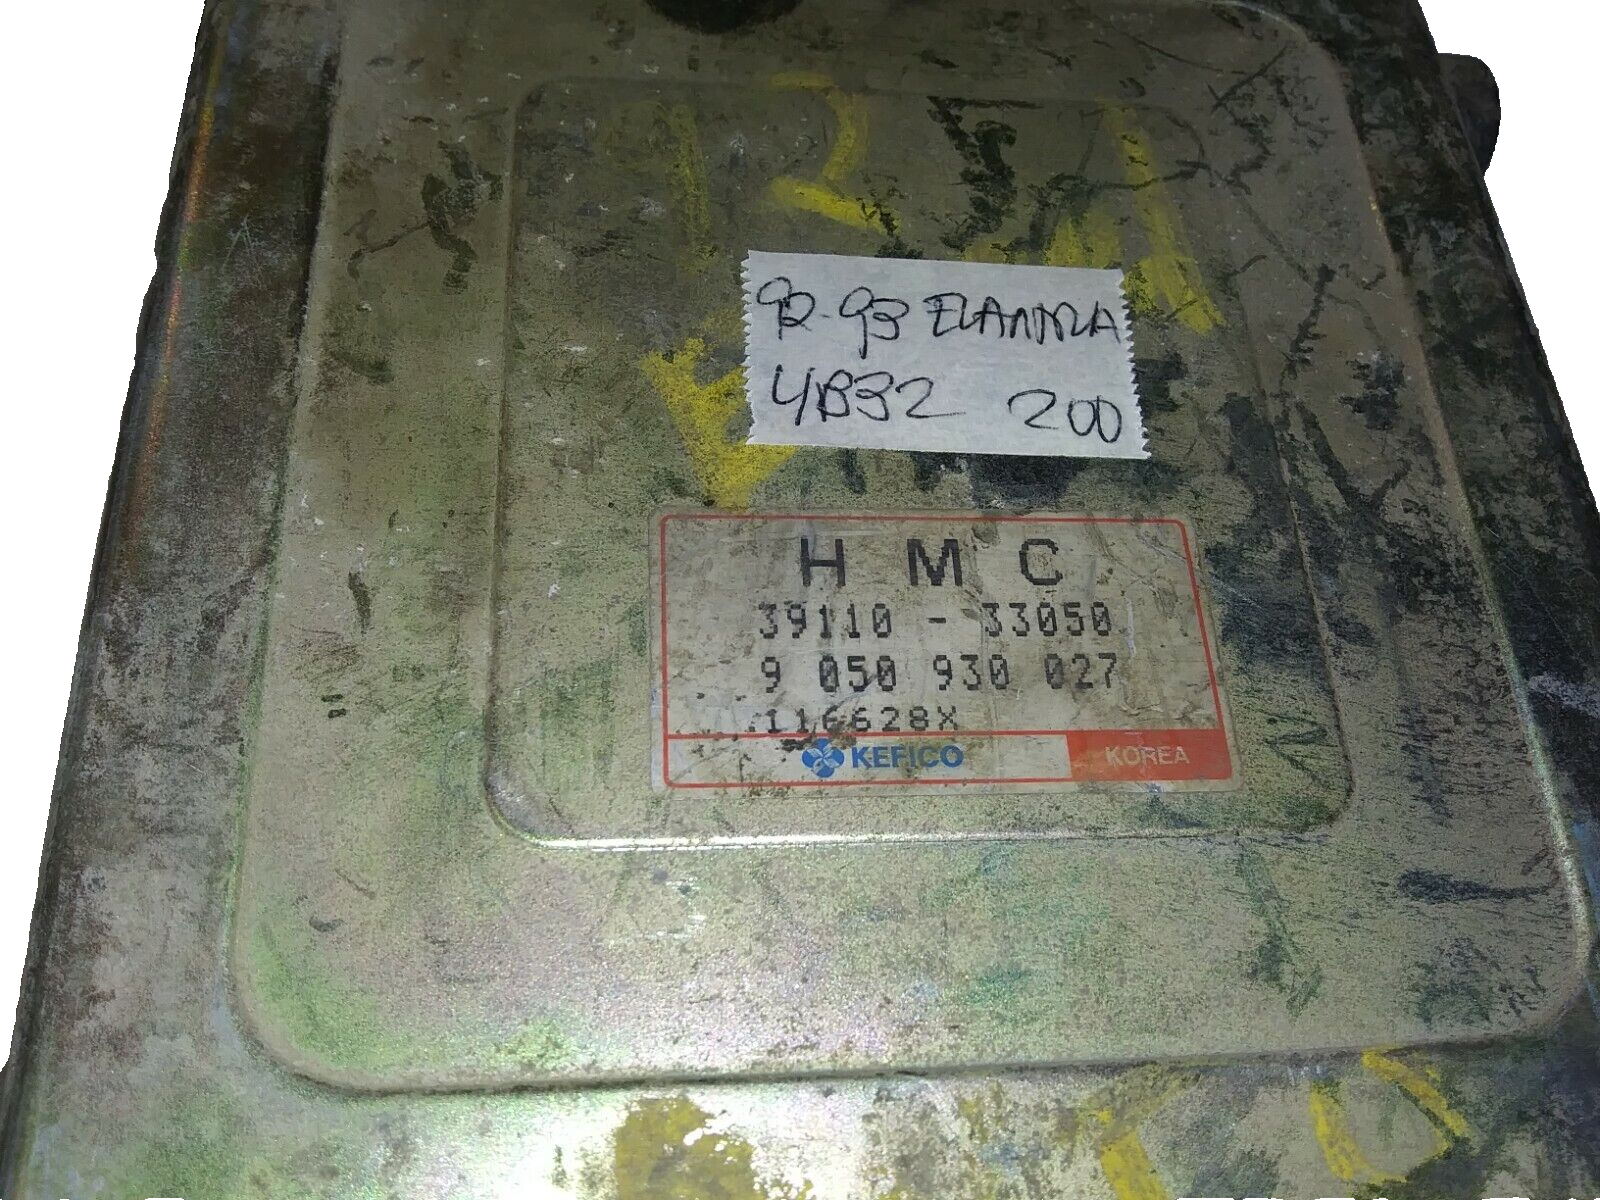 92-93 ELANTRA
4B32 200
H M C
39110 - 33050
9 050 930 027
116628X
KEFICO KOREA